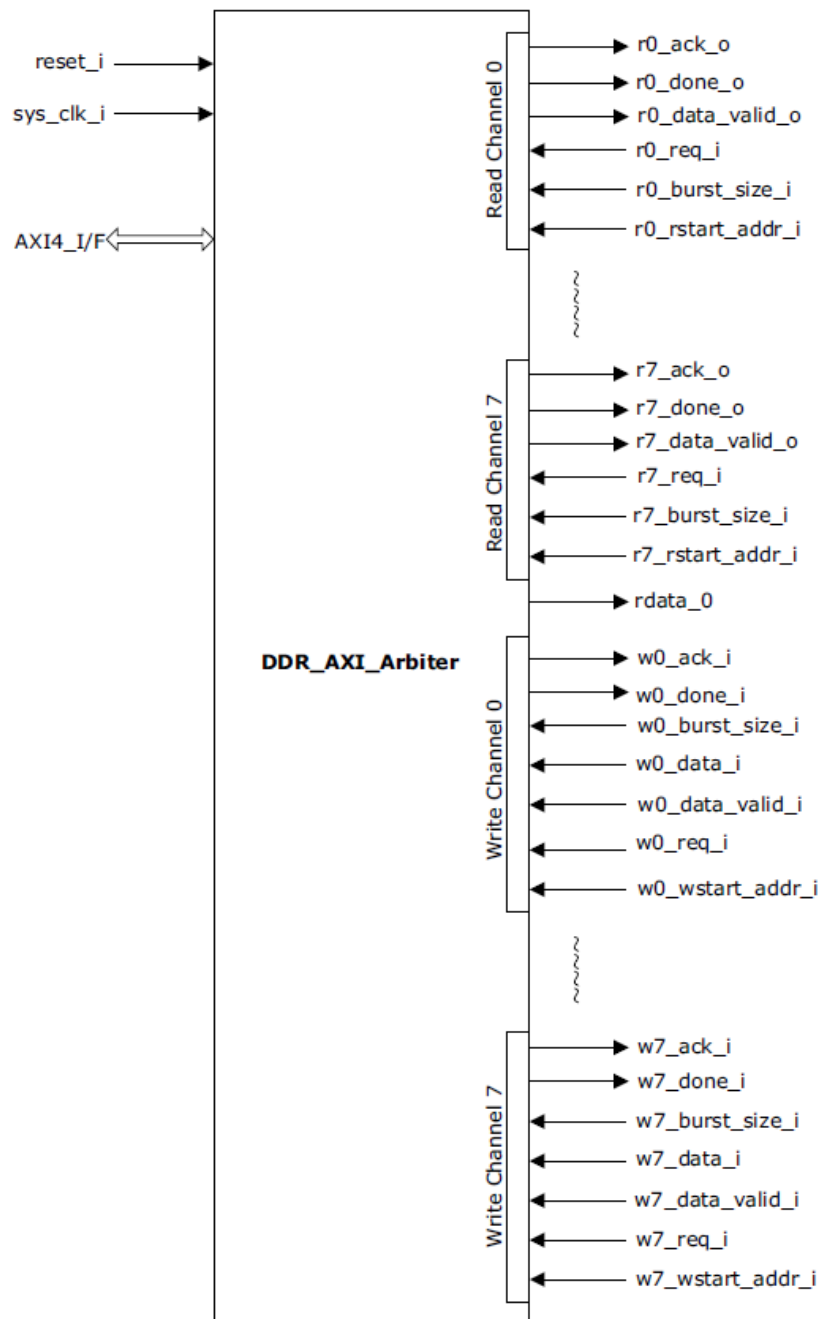 reset_i
sys_clk_i
AXI4_I/F
DDR_AXI_Arbiter
Read Channel 0
r0_ack_o
r0_done_o
r0_data_valid_o
r0_req_i
r0_burst_size_i
r0_rstart_addr_i
Read Channel 7
r7_ack_o
r7_done_o
r7_data_valid_o
r7_req_i
r7_burst_size_i
r7_rstart_addr_i
rdata_0
Write Channel 0
w0_ack_i
w0_done_i
w0_burst_size_i
w0_data_i
w0_data_valid_i
w0_req_i
w0_wstart_addr_i
Write Channel 7
w7_ack_i
w7_done_i
w7_burst_size_i
w7_data_i
w7_data_valid_i
w7_req_i
w7_wstart_addr_i